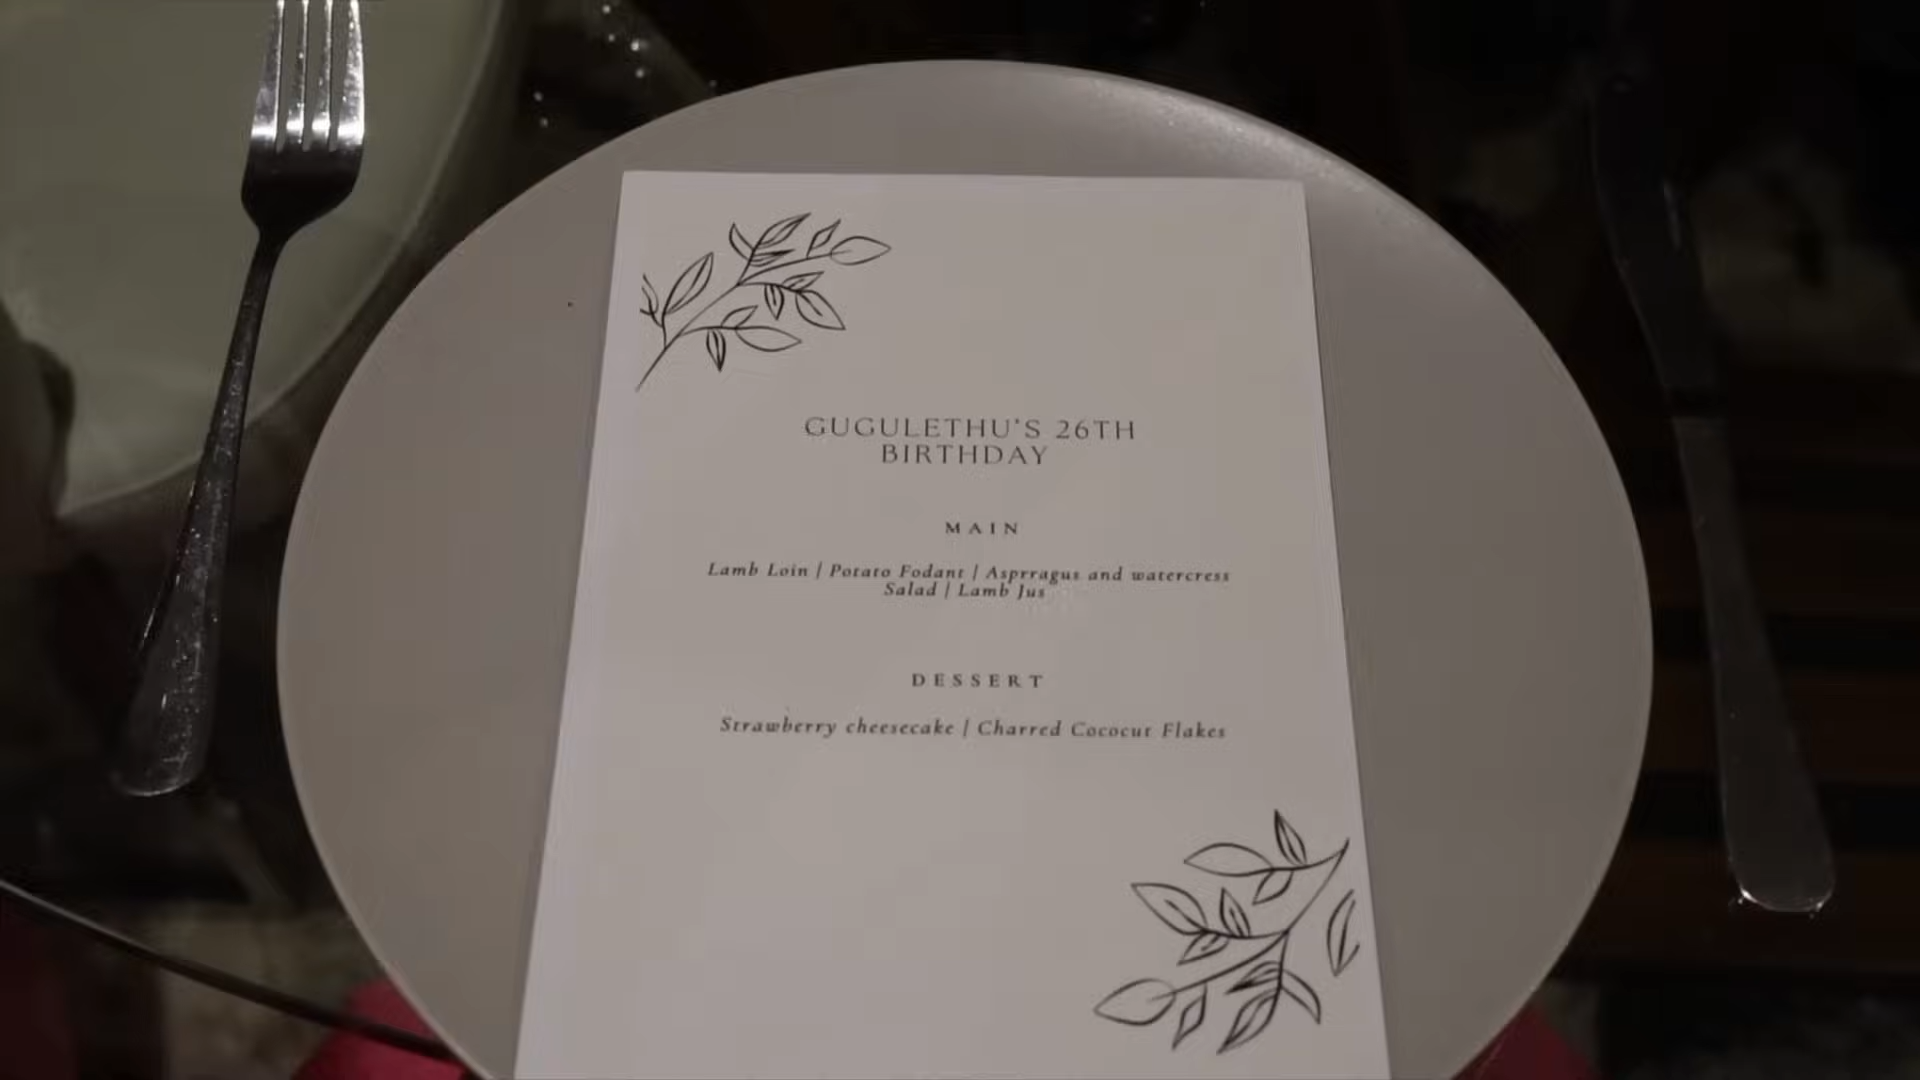 GUGULETHU'S 26TH
BIRTHDAY
MAIN
Lamb Loin | Potato Fodant | Asprragus and watercress
Salad | Lamb Jus
DESSERT
Strawberry cheesecake | Charred Cococut Flakes